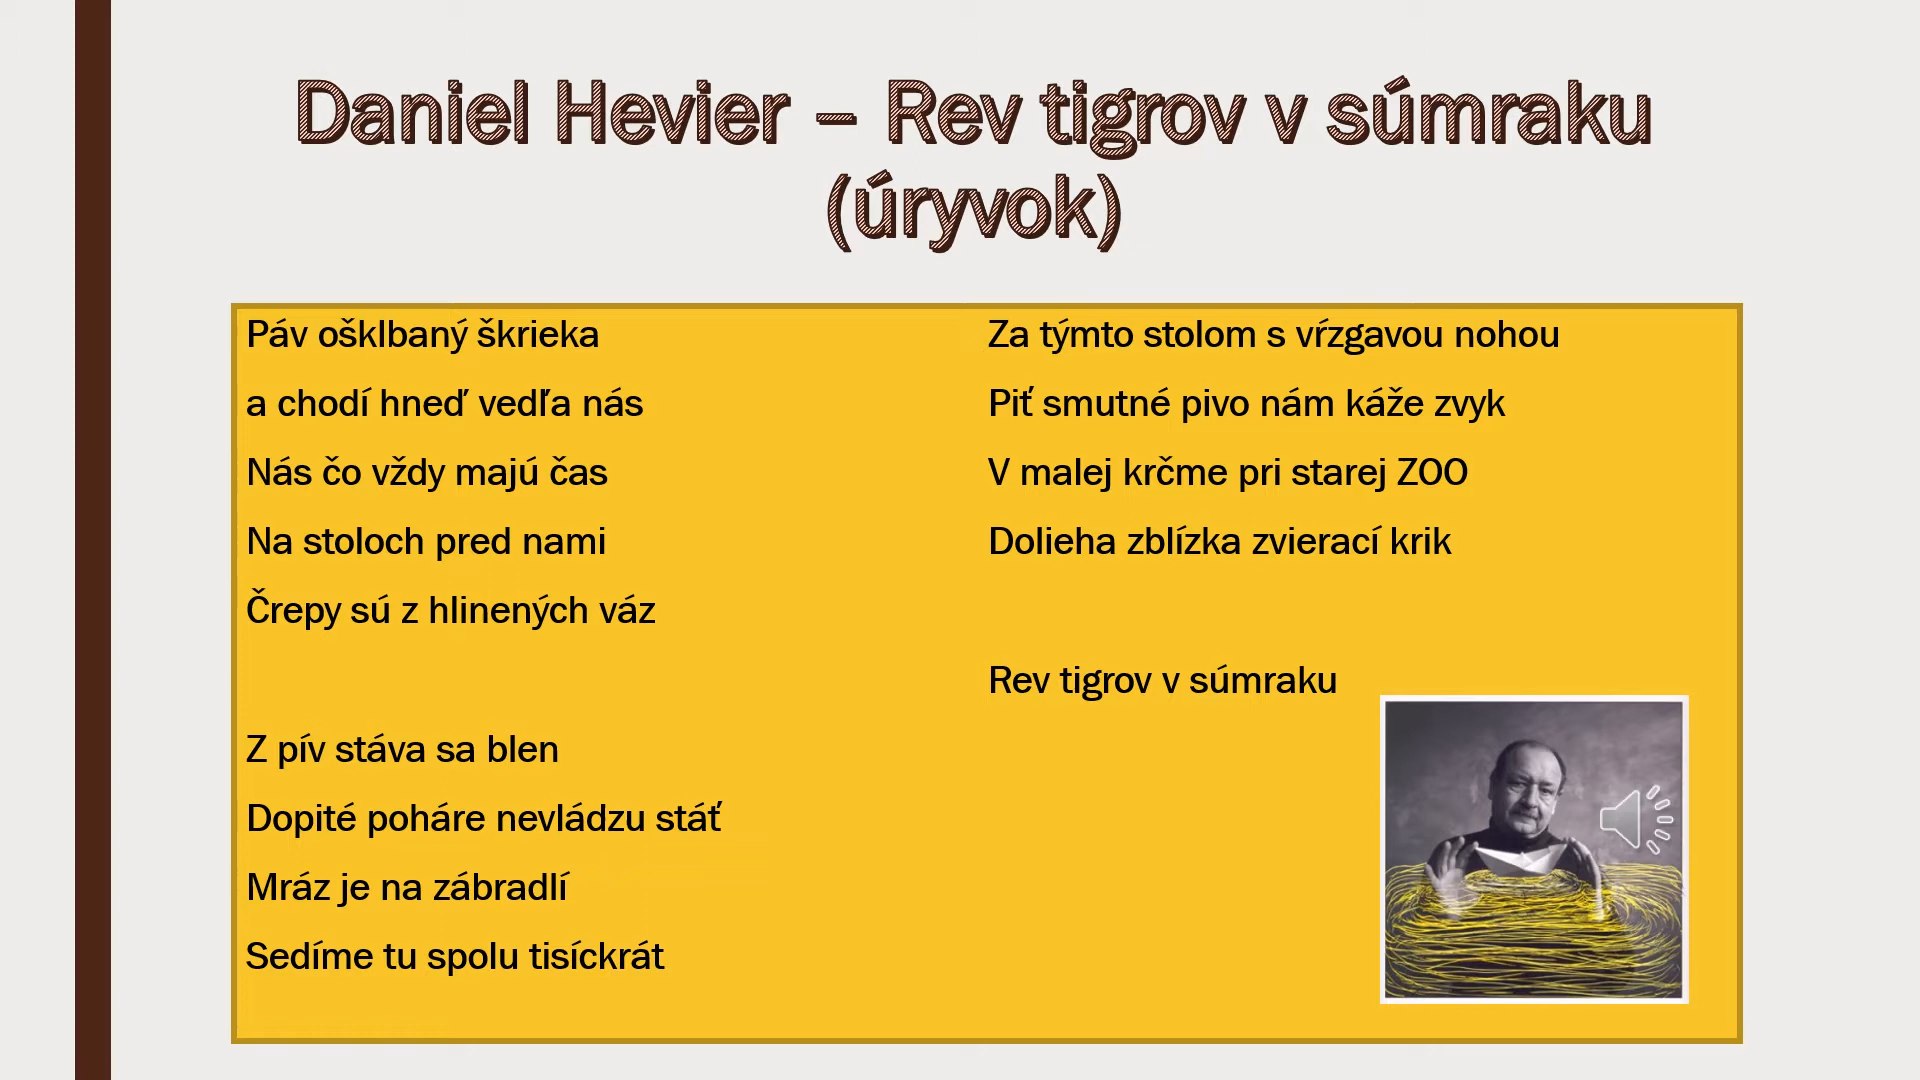 Daniel Hevier – Rev tigrov v súmraku
(úryvok)
Páv ošklbaný škrieka
a chodí hneď vedľa nás
Nás čo vždy majú čas
Na stoloch pred nami
Črepy sú z hlinených váz
Z pív stáva sa blen
Dopité poháre nevládzu stáť
Mráz je na zábradlí
Sedíme tu spolu tisíckrát
Za týmto stolom s vŕzgavou nohou
Piť smutné pivo nám káže zvyk
V malej krčme pri starej ZOO
Dolieha zblízka zvierací krik
Rev tigrov v súmraku